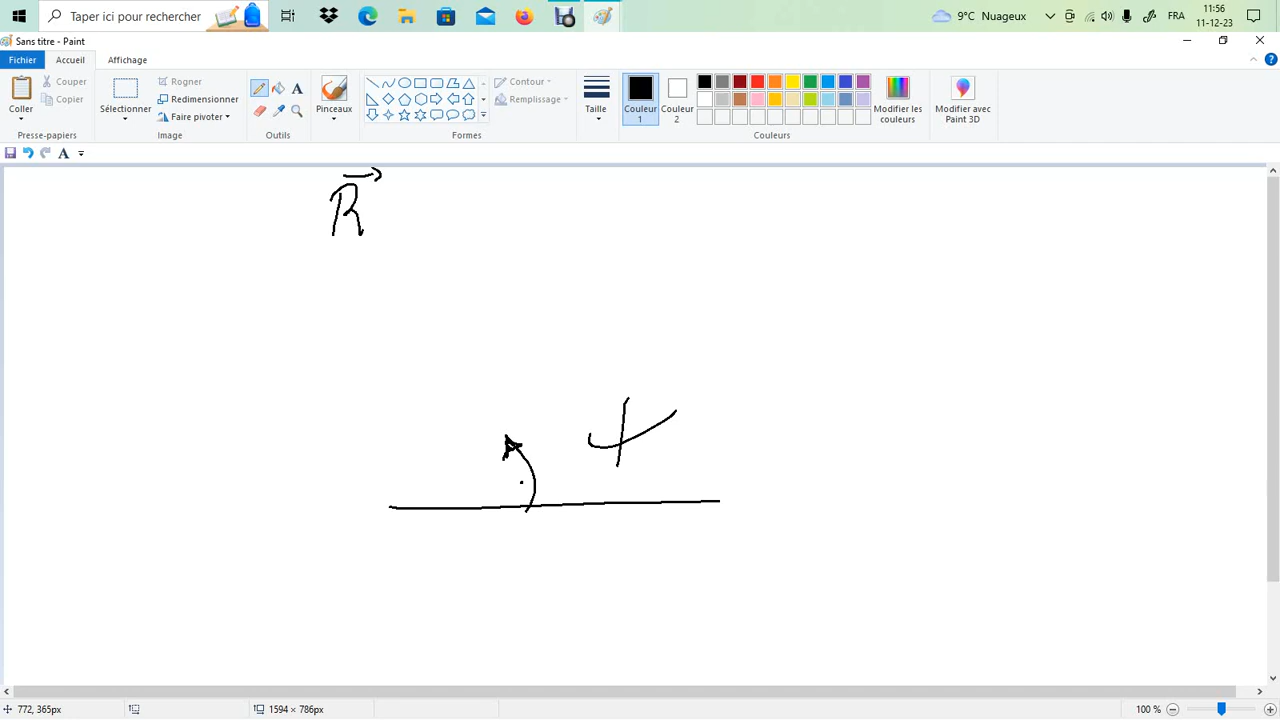 Taper ici pour rechercher
9°C Nuageux
FRA
11:56
11-12-23
Sans titre - Paint
Fichier
Accueil
Affichage
Coller
Couper
Copier
Presse-papiers
Sélectionner
Rogner
Redimensionner
Faire pivoter
Image
A
Outils
Pinceaux
Contour
Remplissage
Formes
Taille
Couleur 1
Couleur 2
Couleurs
Modifier les couleurs
Modifier avec Paint 3D
A
R
ψ
772, 365px
1594 × 786px
100 %